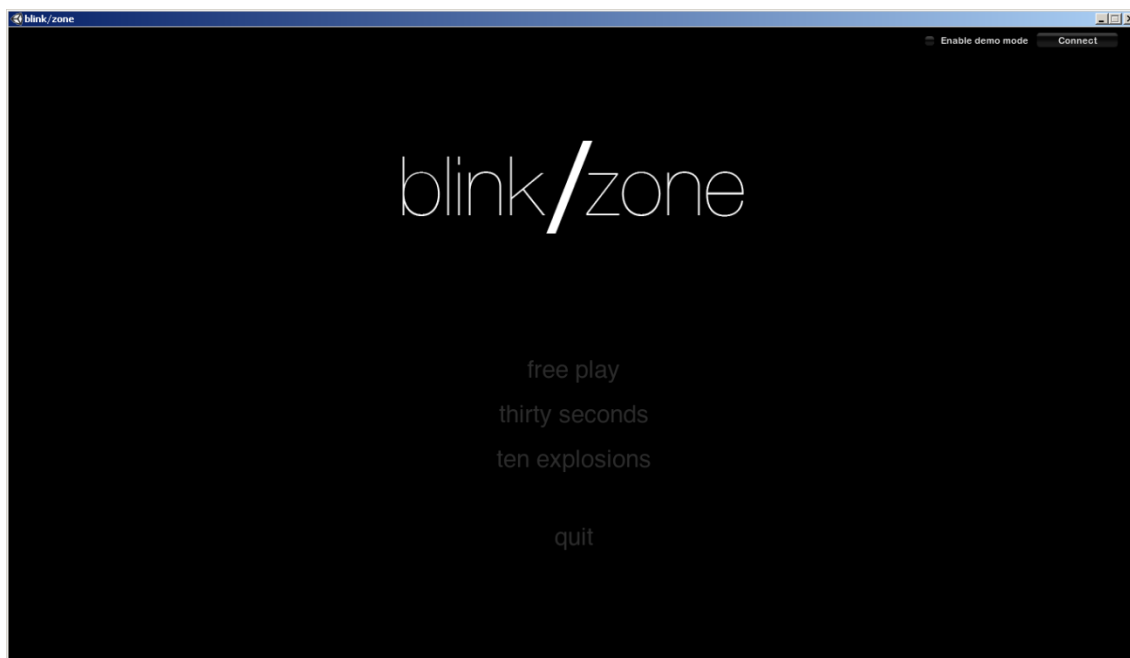 blink/zone
Enable demo mode Connect
blink/zone
free play
thirty seconds
ten explosions
quit